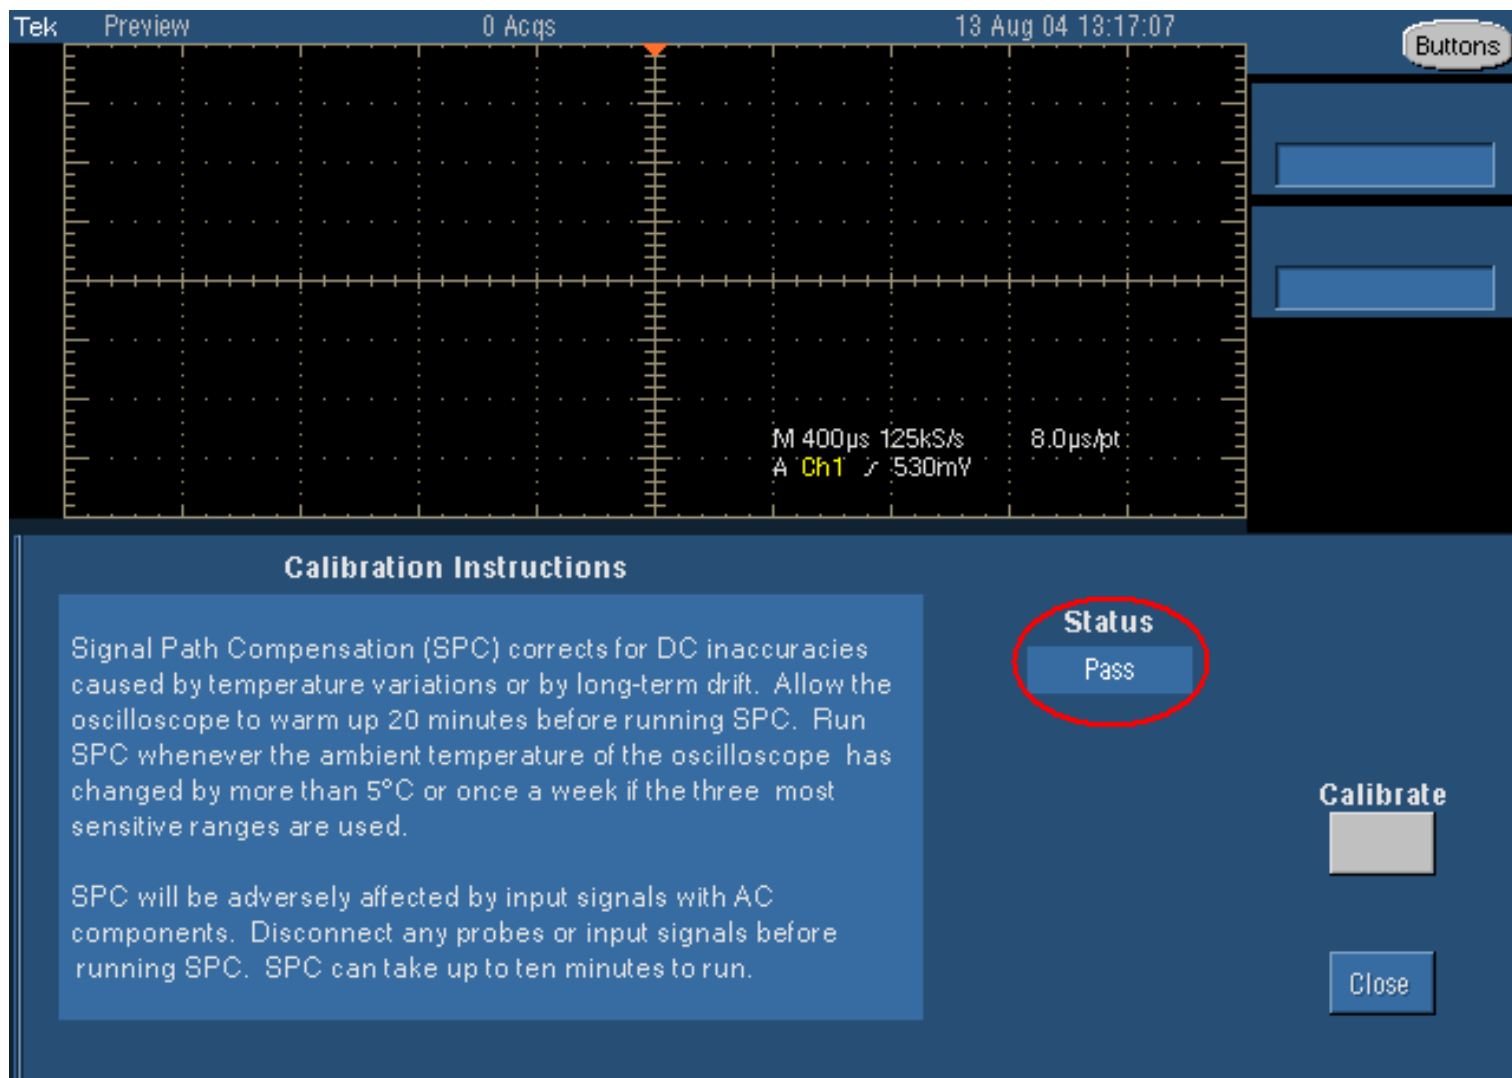 Tek Preview 0 Acqs 13 Aug 04 13:17:07
Buttons
M 400µs 125kS/s 8.0µs/pt
A Ch1 530mV
Calibration Instructions
Signal Path Compensation (SPC) corrects for DC inaccuracies
caused by temperature variations or by long-term drift. Allow the
oscilloscope to warm up 20 minutes before running SPC. Run
SPC whenever the ambient temperature of the oscilloscope has
changed by more than 5°C or once a week if the three most
sensitive ranges are used.
SPC will be adversely affected by input signals with AC
components. Disconnect any probes or input signals before
running SPC. SPC can take up to ten minutes to run.
Status
Pass
Calibrate
Close